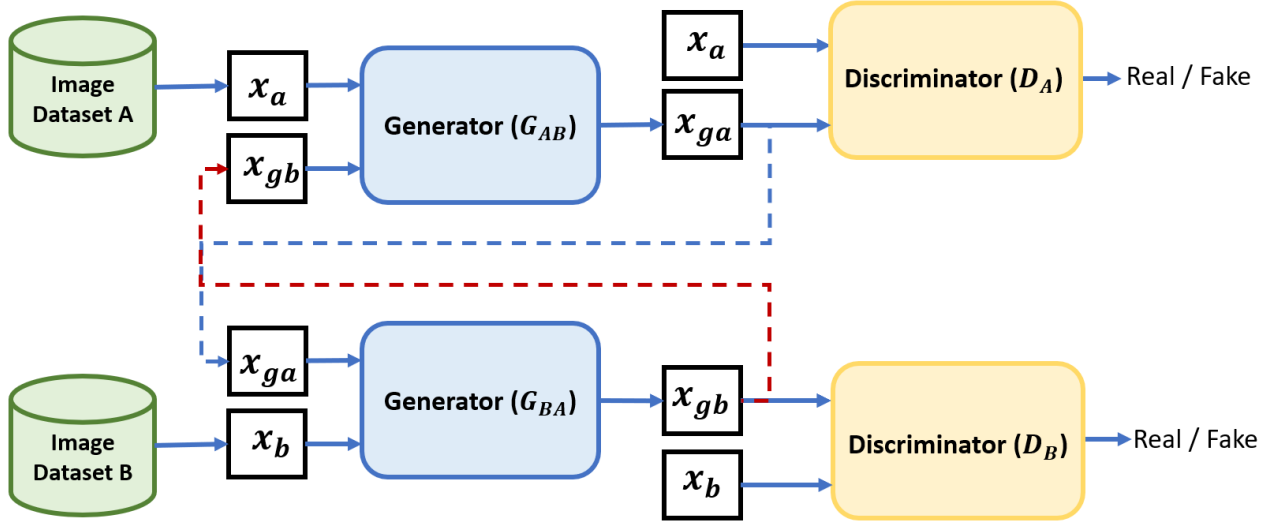 Image
Dataset A
x_a
x_gb
Generator (G_AB)
x_a
x_ga
Discriminator (D_A)
Real / Fake
Image
Dataset B
x_ga
x_b
Generator (G_BA)
x_gb
x_b
Discriminator (D_B)
Real / Fake